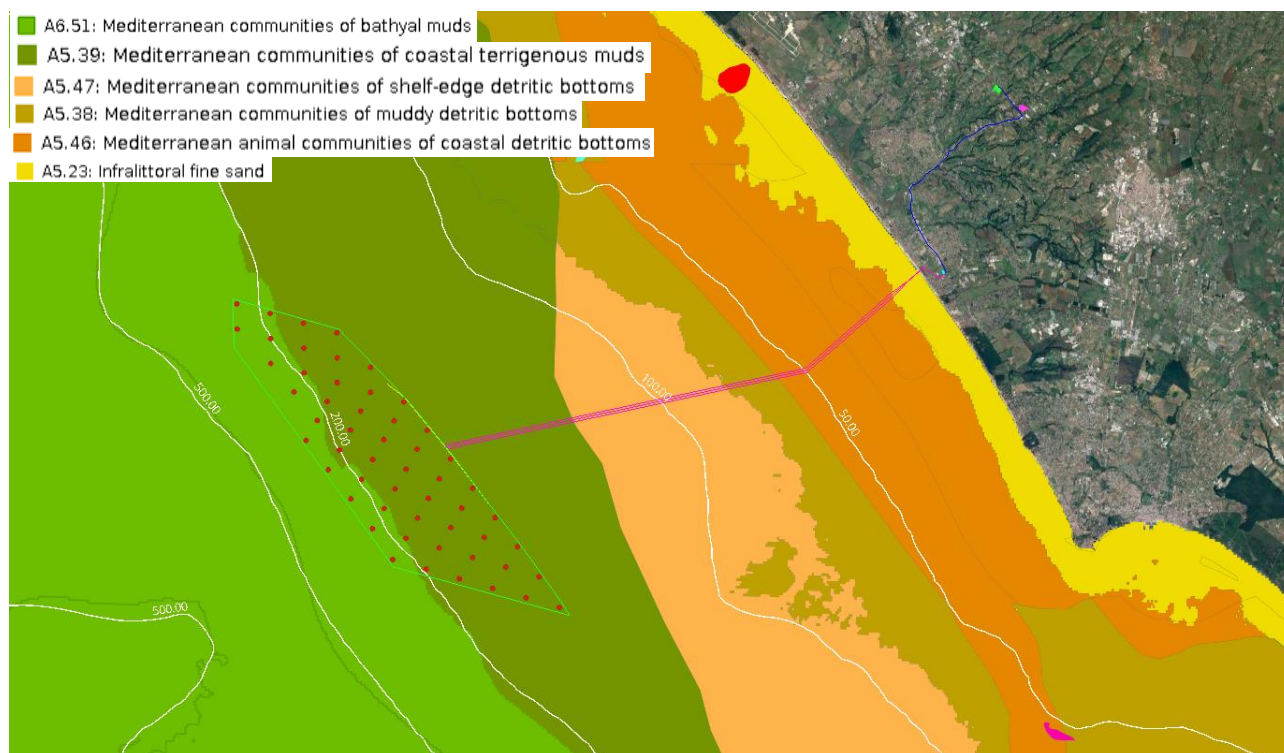 A6.51: Mediterranean communities of bathyal muds
A5.39: Mediterranean communities of coastal terrigenous muds
A5.47: Mediterranean communities of shelf-edge detritic bottoms
A5.38: Mediterranean communities of muddy detritic bottoms
A5.46: Mediterranean animal communities of coastal detritic bottoms
A5.23: Infralittoral fine sand
500.00
200.00
100.00
50.00
500.00